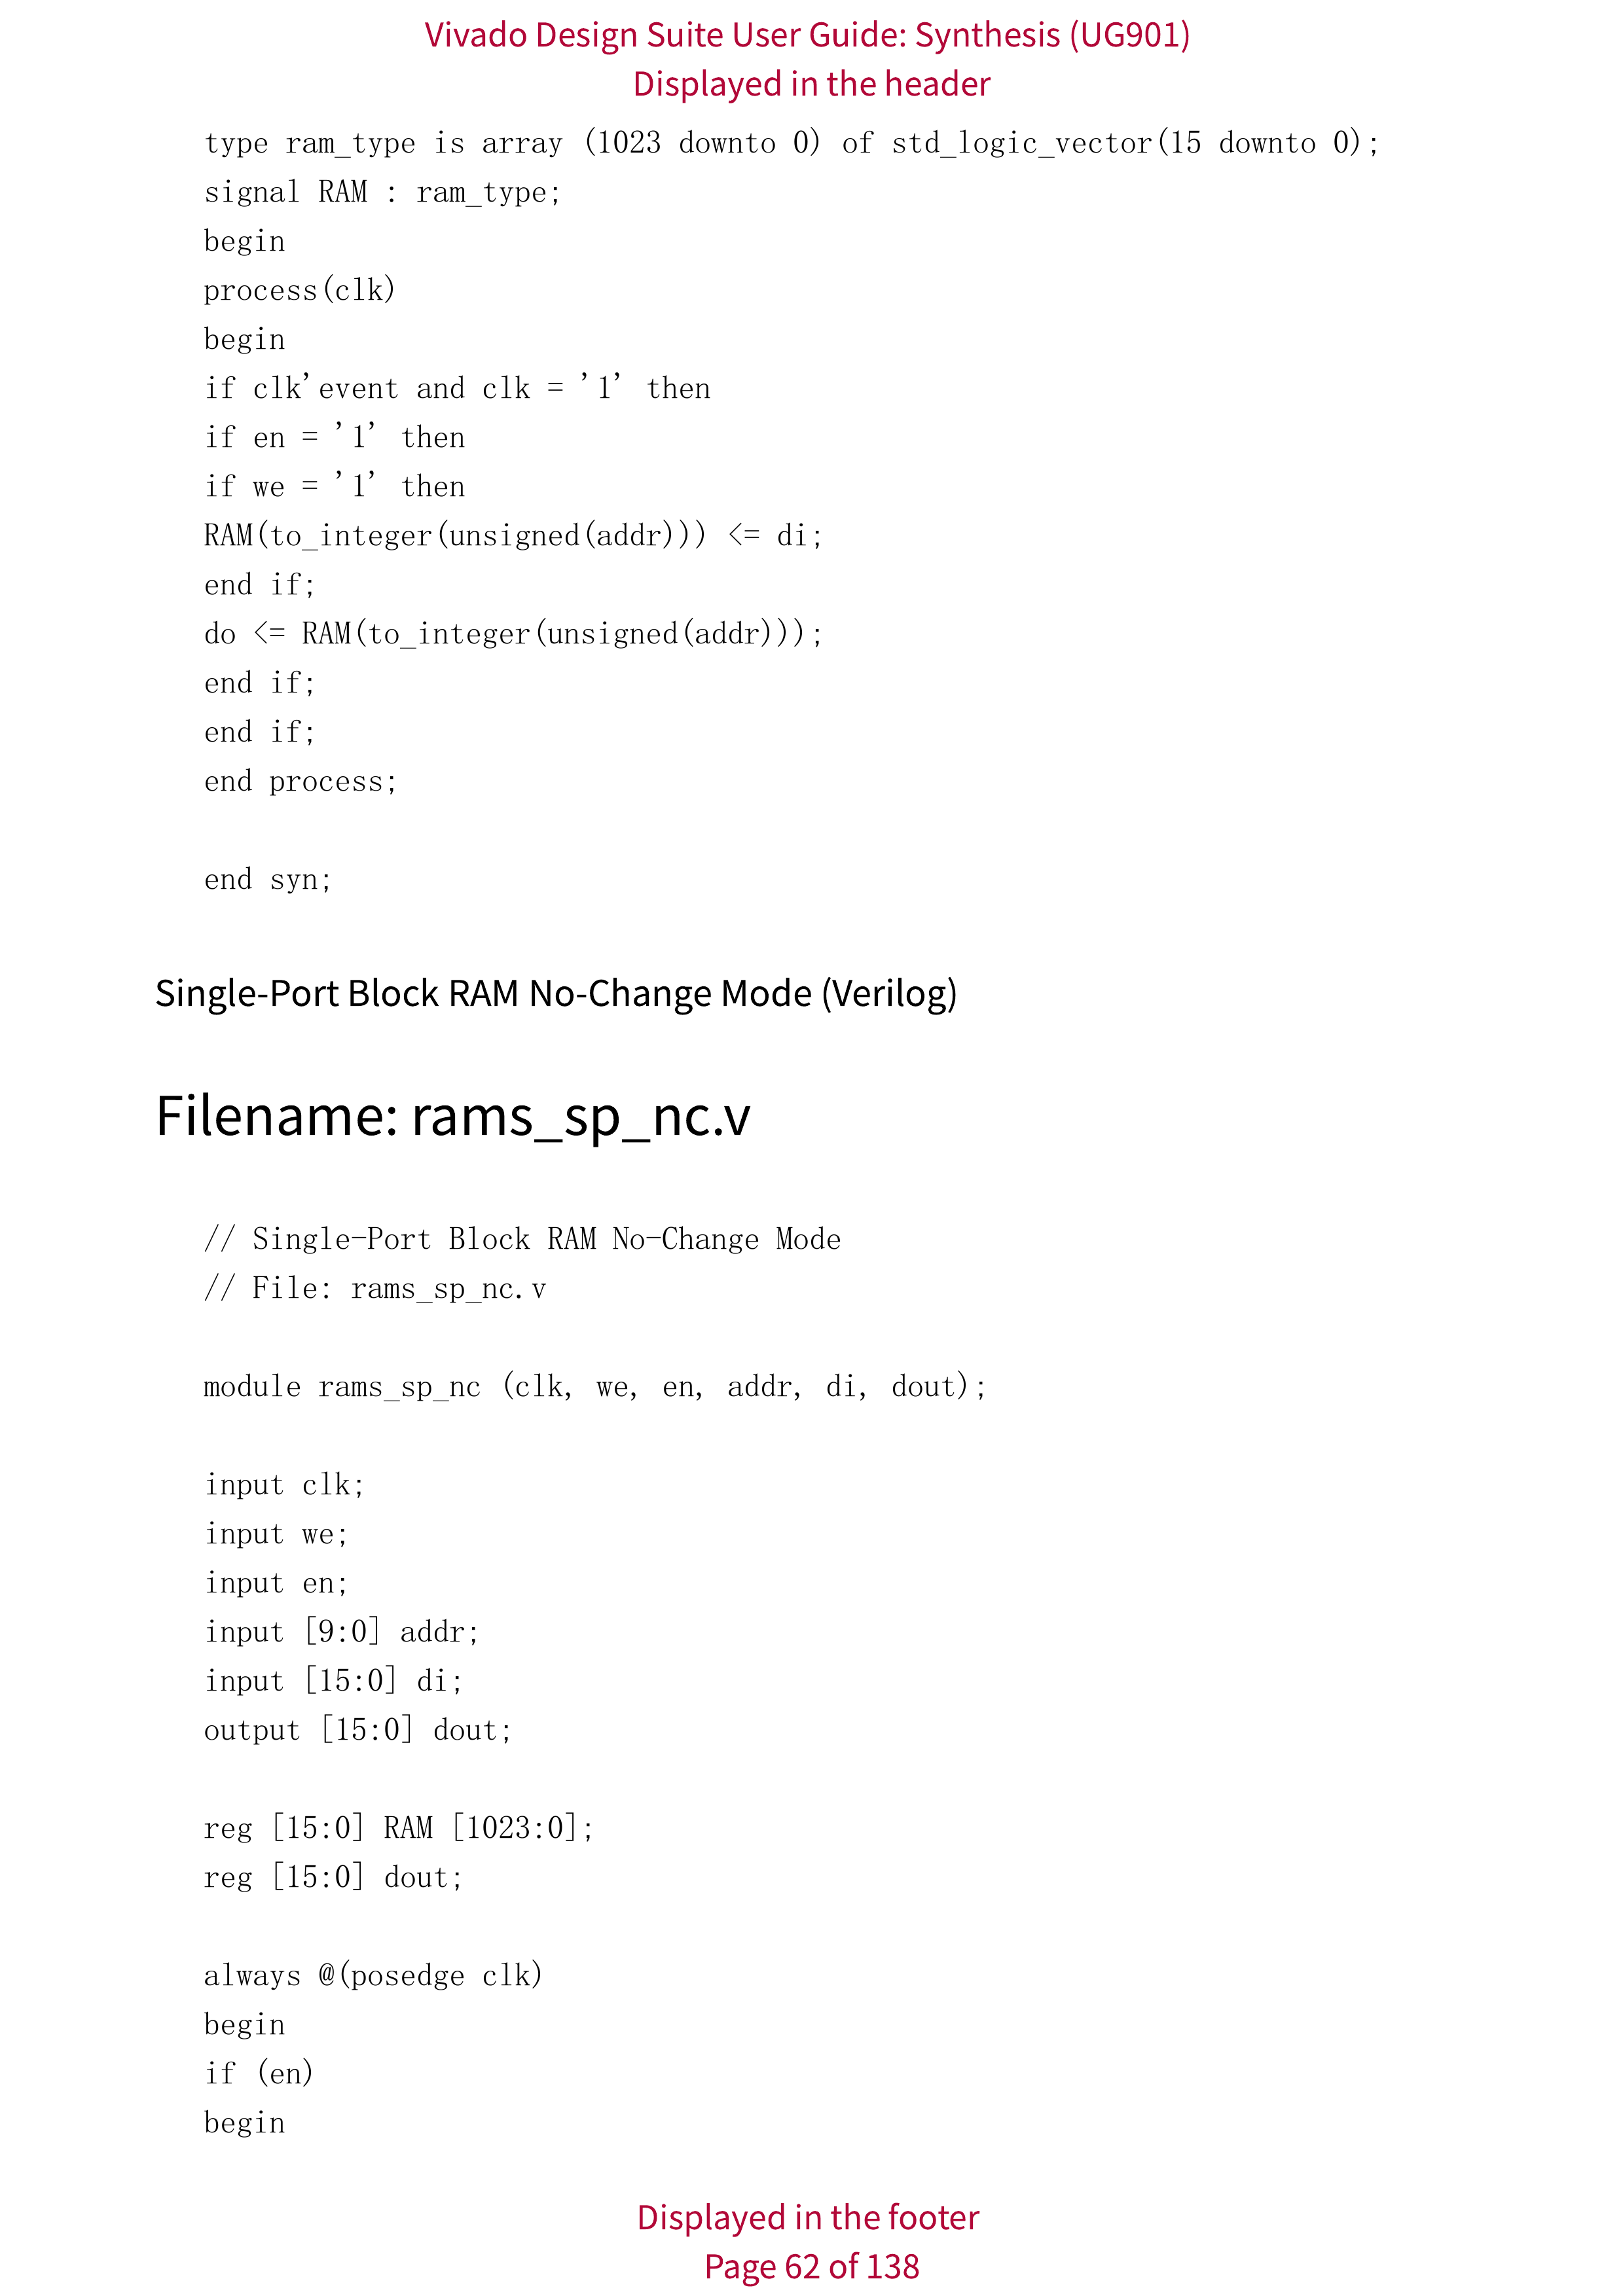 Vivado Design Suite User Guide: Synthesis (UG901)
Displayed in the header
type ram_type is array (1023 downto 0) of std_logic_vector(15 downto 0);
signal RAM : ram_type;
begin
process(clk)
begin
if clk'event and clk = '1' then
if en = '1' then
if we = '1' then
RAM(to_integer(unsigned(addr))) <= di;
end if;
do <= RAM(to_integer(unsigned(addr)));
end if;
end if;
end process;
end syn;
Single-Port Block RAM No-Change Mode (Verilog)
Filename: rams_sp_nc.v
// Single-Port Block RAM No-Change Mode
// File: rams_sp_nc.v
module rams_sp_nc (clk, we, en, addr, di, dout);
input clk;
input we;
input en;
input [9:0] addr;
input [15:0] di;
output [15:0] dout;
reg [15:0] RAM [1023:0];
reg [15:0] dout;
always @(posedge clk)
begin
if (en)
begin
Displayed in the footer
Page 62 of 138